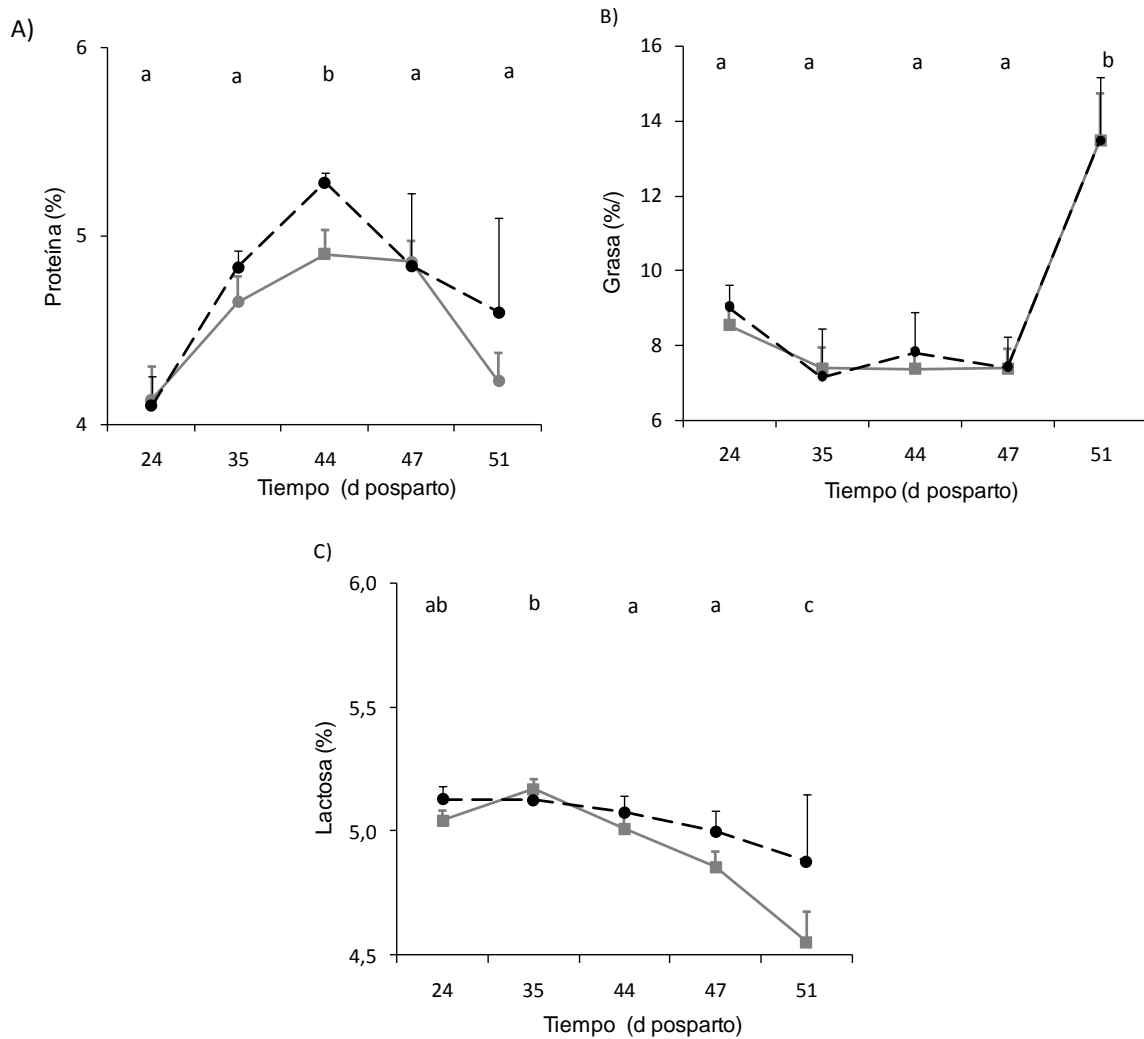 A)
6
a a b a a
5
4
Proteína (%)
24 35 44 47 51
Tiempo (d posparto)
B)
16
a a a a b
14
12
10
8
6
Grasa (%/)
24 35 44 47 51
Tiempo (d posparto)
C)
6,0
ab b a a c
5,5
5,0
4,5
Lactosa (%)
24 35 44 47 51
Tiempo (d posparto)